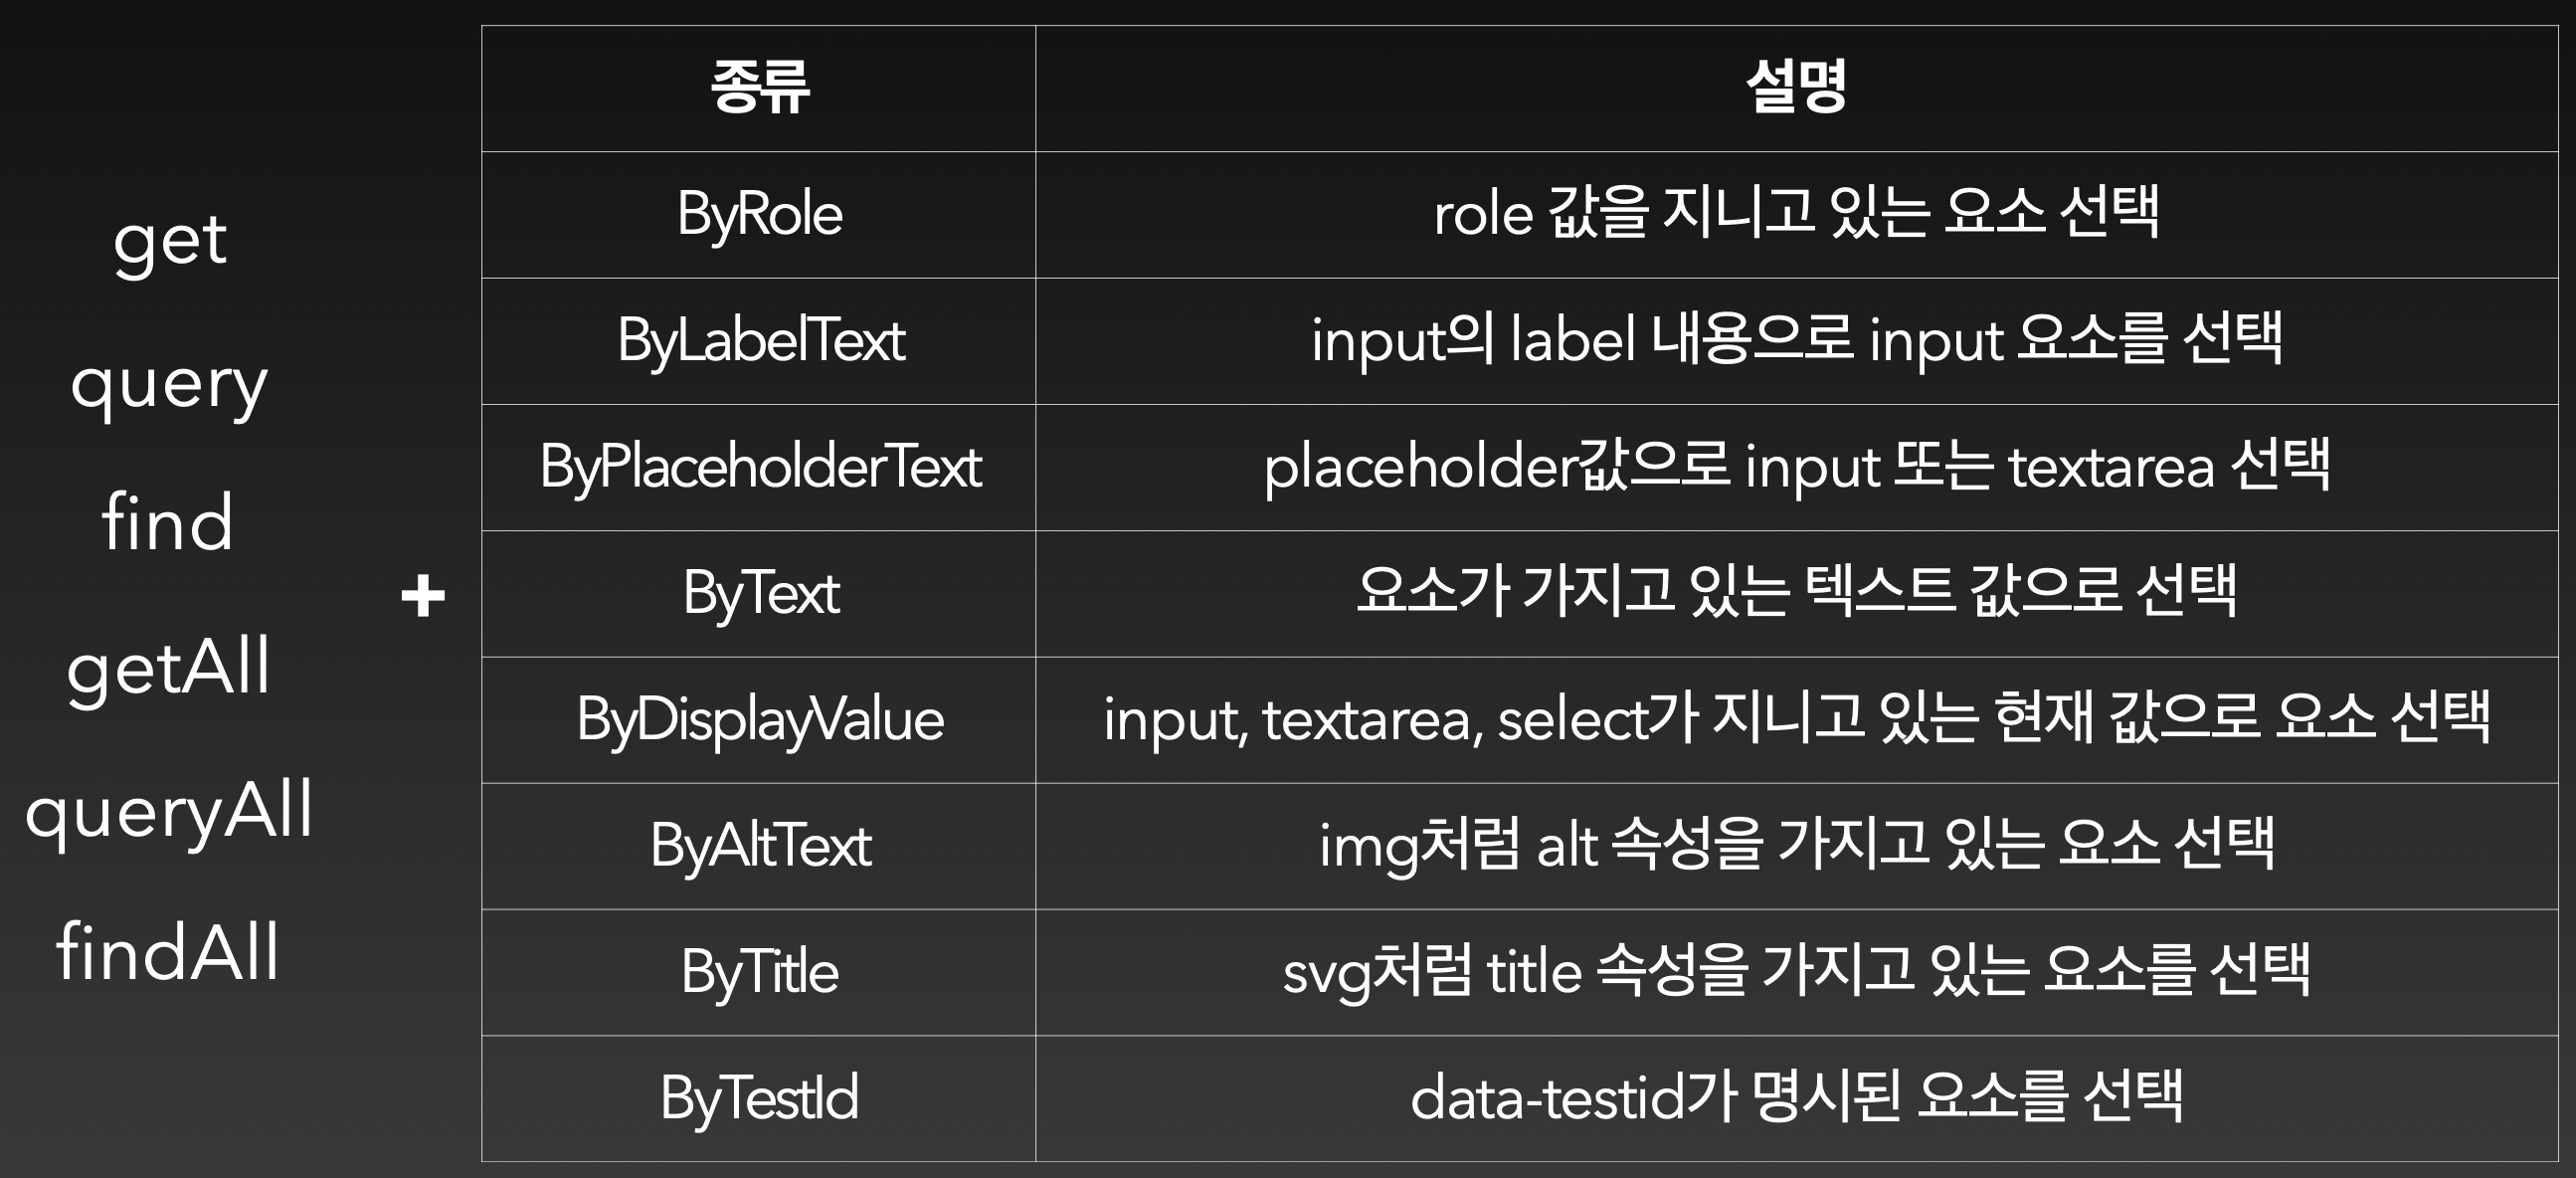 get
query
find
getAll
queryAll
findAll
+
종류 설명
ByRole role 값을 지니고 있는 요소 선택
ByLabelText input의 label 내용으로 input 요소를 선택
ByPlaceholderText placeholder값으로 input 또는 textarea 선택
ByText 요소가 가지고 있는 텍스트 값으로 선택
ByDisplayValue input, textarea, select가 지니고 있는 현재 값으로 요소 선택
ByAltText img처럼 alt 속성을 가지고 있는 요소 선택
ByTitle svg처럼 title 속성을 가지고 있는 요소를 선택
ByTestId data-testid가 명시된 요소를 선택